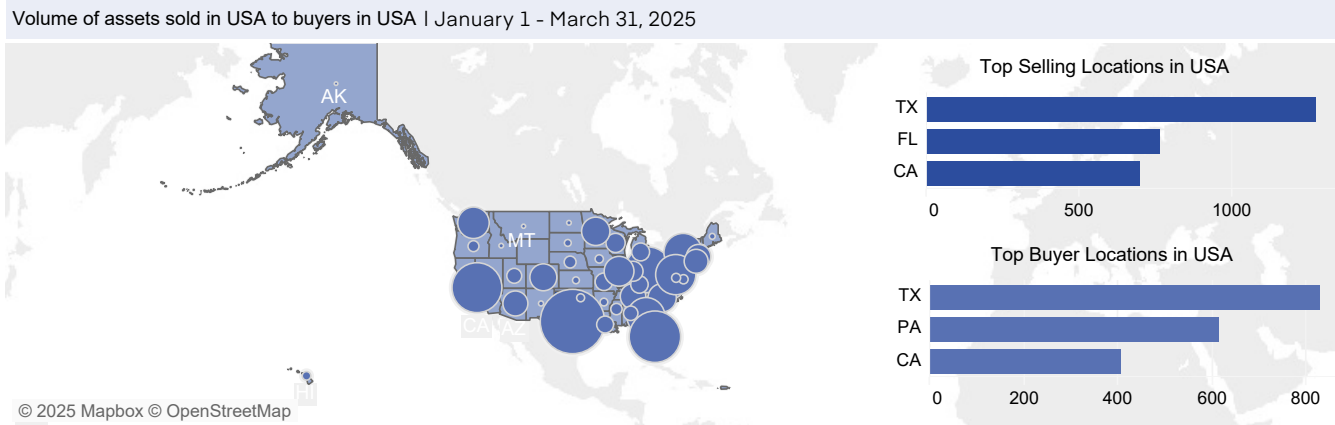 Volume of assets sold in USA to buyers in USA | January 1 - March 31, 2025
AK
MT
CA
AZ
HI
© 2025 Mapbox © OpenStreetMap
Top Selling Locations in USA
TX
FL
CA
0 500 1000
Top Buyer Locations in USA
TX
PA
CA
0 200 400 600 800